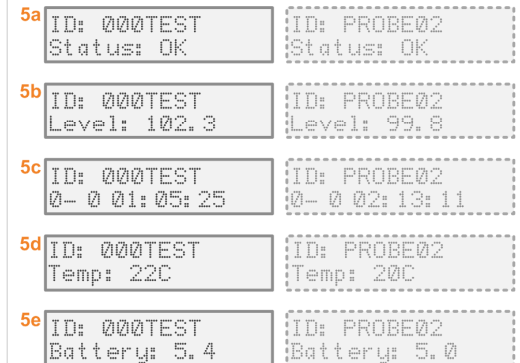 5a
ID: 000TEST
Status: OK
ID: PROBE02
Status: OK
5b
ID: 000TEST
Level: 102.3
ID: PROBE02
Level: 99.8
5c
ID: 000TEST
0- 0 01:05:25
ID: PROBE02
0- 0 02:13:11
5d
ID: 000TEST
Temp: 22C
ID: PROBE02
Temp: 20C
5e
ID: 000TEST
Battery: 5.4
ID: PROBE02
Battery: 5.0